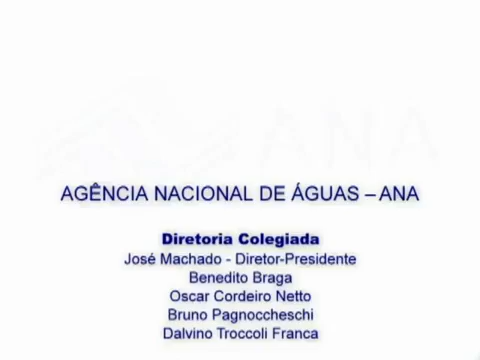 ANA
AGÊNCIA NACIONAL DE ÁGUAS – ANA
Diretoria Colegiada
José Machado - Diretor-Presidente
Benedito Braga
Oscar Cordeiro Netto
Bruno Pagnoccheschi
Dalvino Troccoli Franca